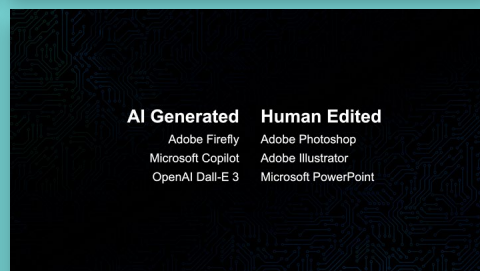 AI Generated Human Edited
Adobe Firefly Adobe Photoshop
Microsoft Copilot Adobe Illustrator
OpenAI Dall-E 3 Microsoft PowerPoint